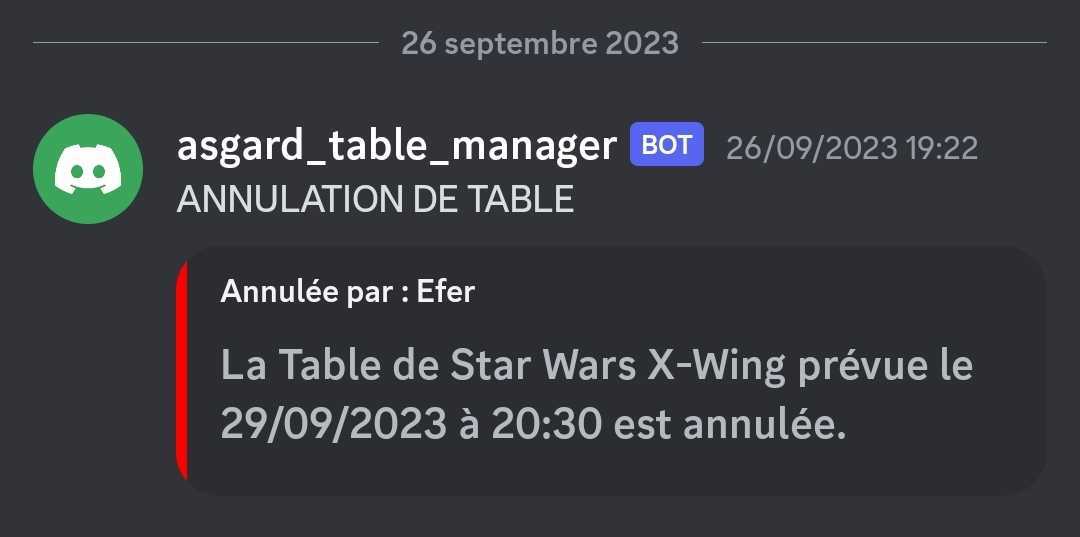 26 septembre 2023
asgard_table_manager BOT 26/09/2023 19:22
ANNULATION DE TABLE
Annulée par : Efer
La Table de Star Wars X-Wing prévue le
29/09/2023 à 20:30 est annulée.